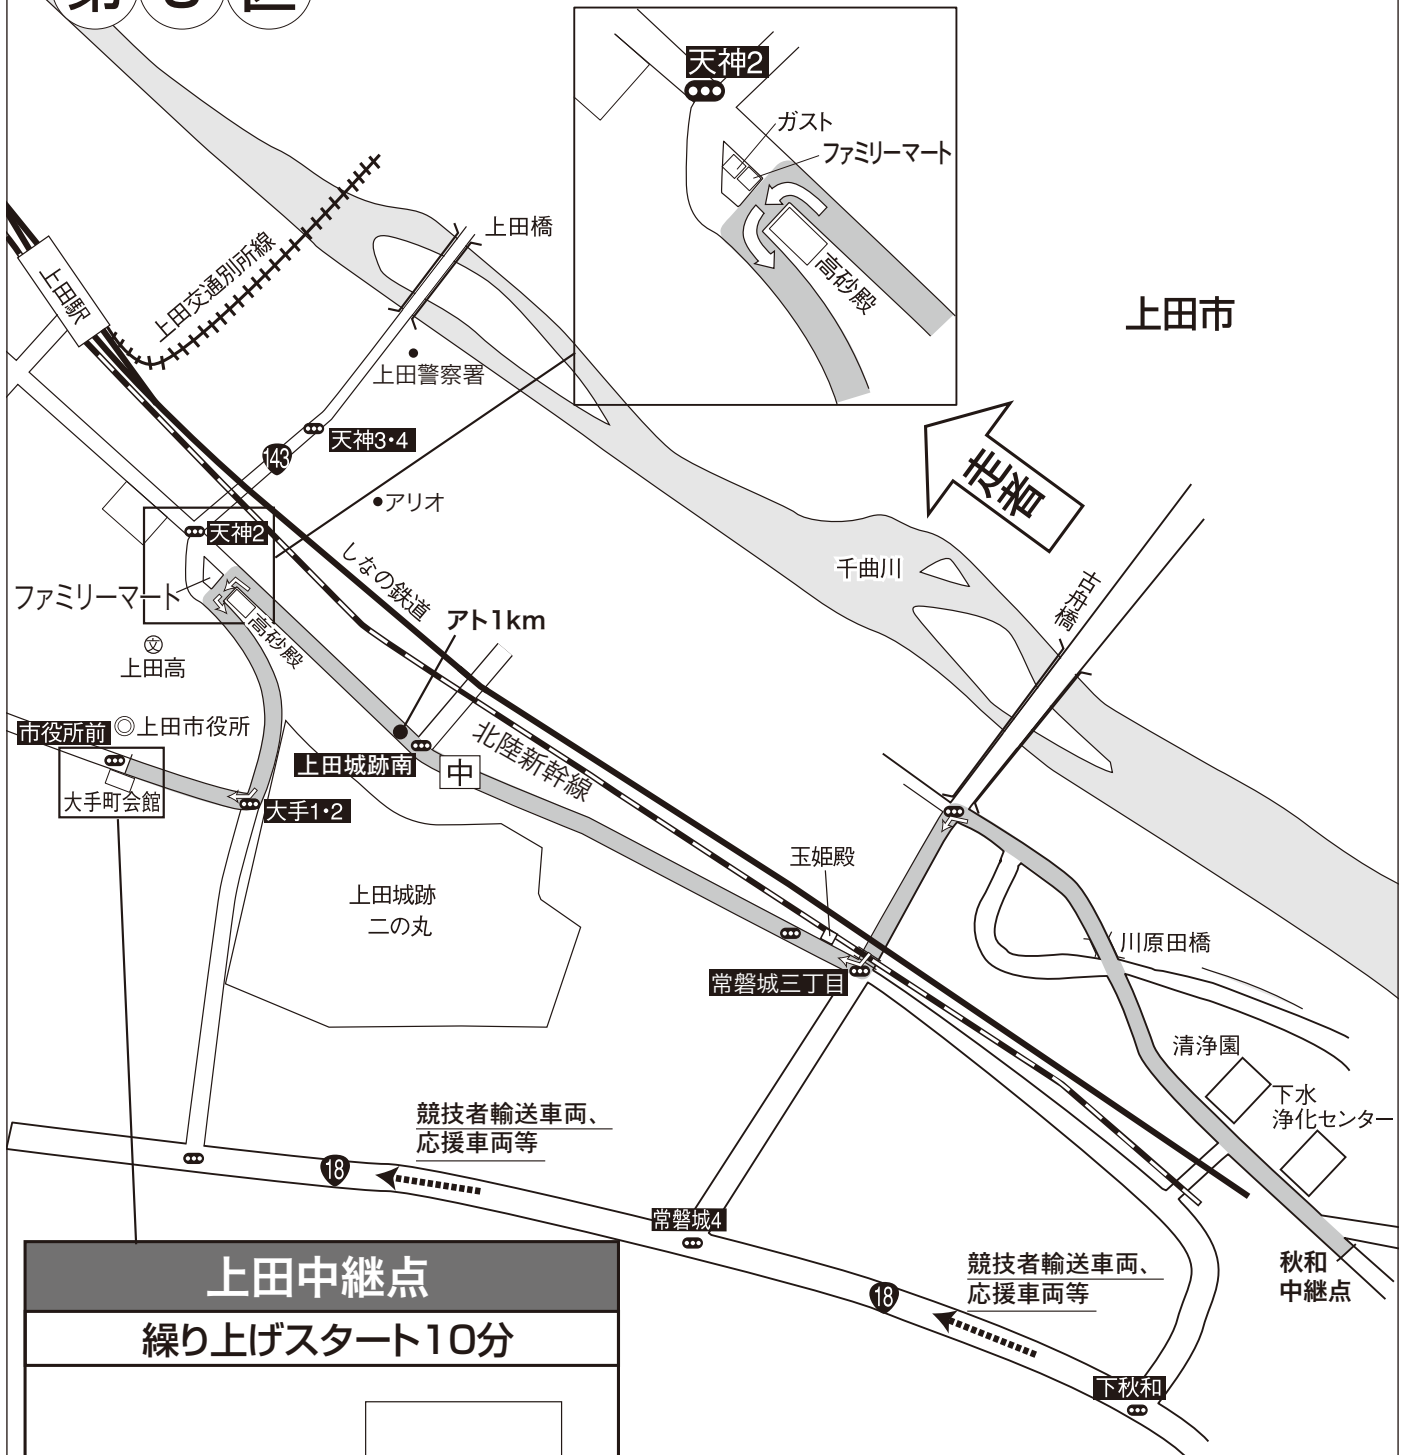 天神2
ガスト
ファミリーマート
高砂殿
上田市
上田橋
上田駅
上田交通別所線
上田警察署
天神3・4
143
アリオ
走者
天神2
しなの鉄道
千曲川
古舟橋
ファミリーマート
高砂殿
アト1km
文
上田高
市役所前
◎上田市役所
上田城跡南
中
北陸新幹線
大手町会館
大手1・2
玉姫殿
上田城跡
二の丸
川原田橋
常磐城三丁目
清浄園
下水
浄化センター
競技者輸送車両、
応援車両等
18
常磐城4
上田中継点
繰り上げスタート10分
競技者輸送車両、
応援車両等
18
秋和
中継点
下秋和